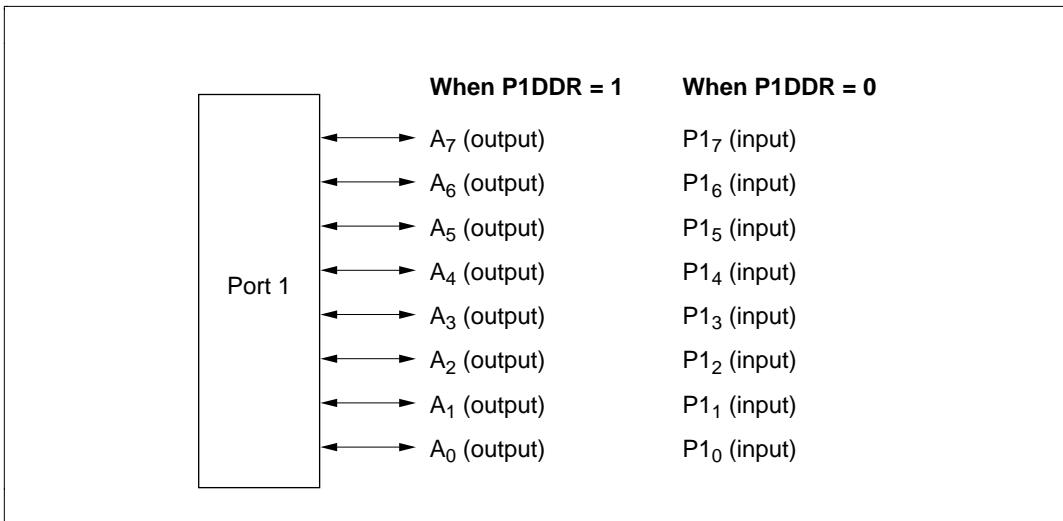 When P1DDR = 1 When P1DDR = 0
A7 (output) P17 (input)
A6 (output) P16 (input)
A5 (output) P15 (input)
Port 1 A4 (output) P14 (input)
A3 (output) P13 (input)
A2 (output) P12 (input)
A1 (output) P11 (input)
A0 (output) P10 (input)